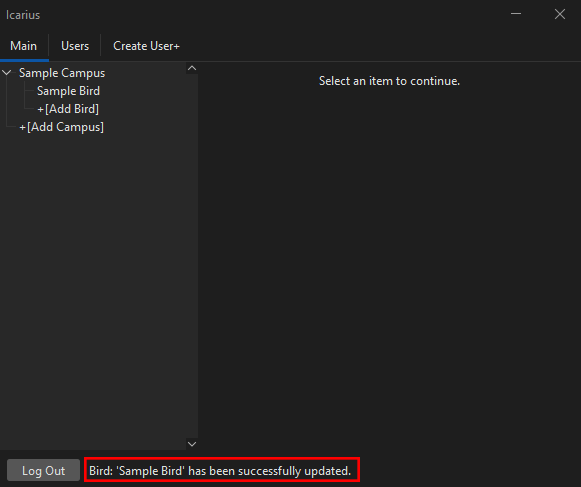 Icarius
Main
Users
Create User+
Sample Campus
Sample Bird
+[Add Bird]
+[Add Campus]
Select an item to continue.
Log Out
Bird: 'Sample Bird' has been successfully updated.